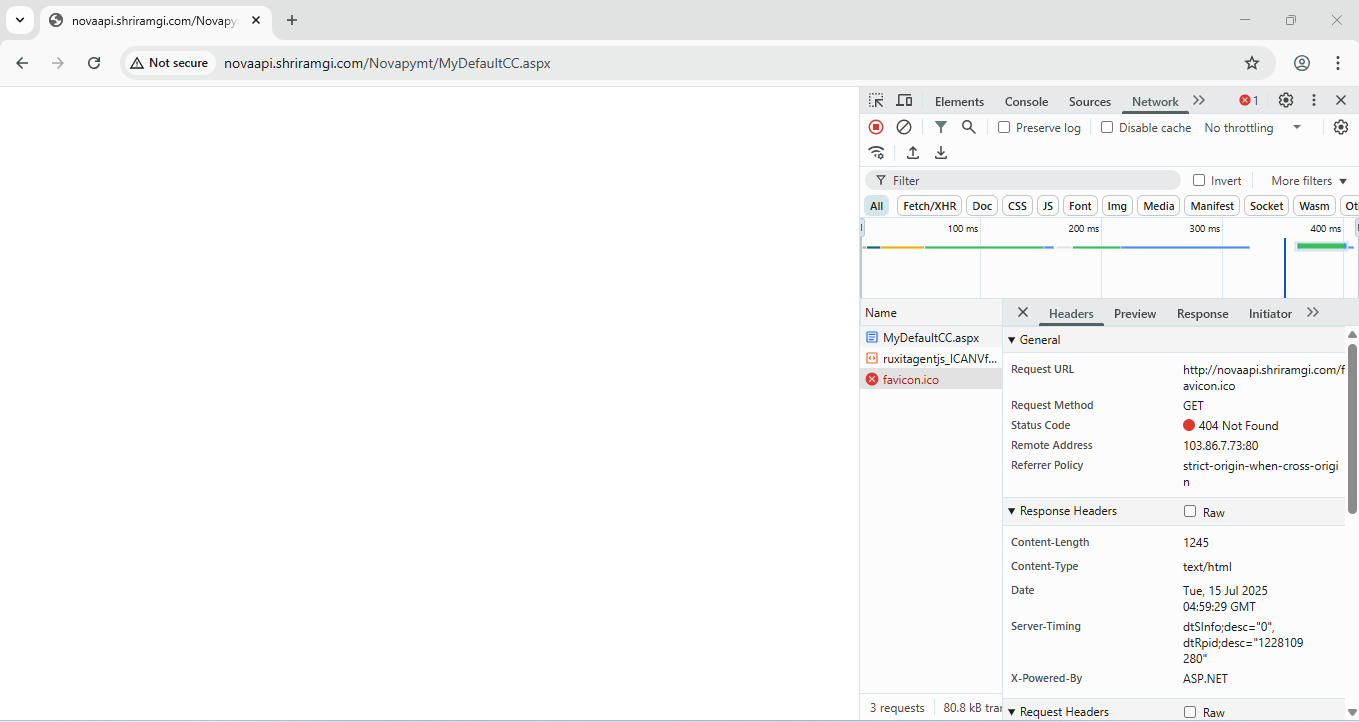 novaapi.shriramgi.com/Novapy
Not secure
novaapi.shriramgi.com/Novapymt/MyDefaultCC.aspx
Elements Console Sources Network 1
Preserve log Disable cache No throttling
Filter Invert More filters
All Fetch/XHR Doc CSS JS Font Img Media Manifest Socket Wasm Ot
100 ms 200 ms 300 ms 400 ms
Name
Headers Preview Response Initiator
MyDefaultCC.aspx
ruxitagentjs_ICANVf...
favicon.ico
General
Request URL
http://novaapi.shriramgi.com/f
avicon.ico
Request Method GET
Status Code 404 Not Found
Remote Address 103.86.7.73:80
Referrer Policy strict-origin-when-cross-origi
n
Response Headers Raw
Content-Length 1245
Content-Type text/html
Date Tue, 15 Jul 2025
04:59:29 GMT
Server-Timing dtSInfo;desc="0",
dtRpid;desc="1228109
280"
X-Powered-By ASP.NET
Request Headers Raw
3 requests 80.8 kB tran